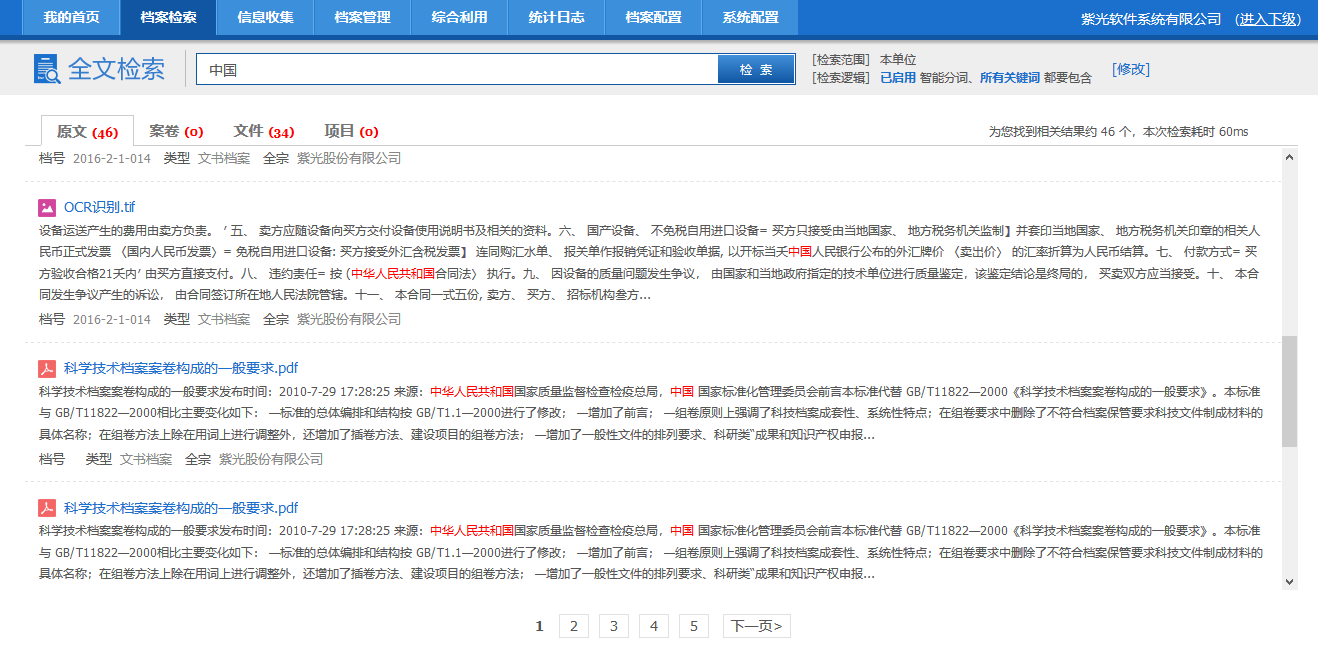 我的首页 档案检索 信息收集 档案管理 综合利用 统计日志 档案配置 系统配置 紫光软件系统有限公司 （进入下级）
全文检索 中国 检 索 [检索范围] 本单位
[检索逻辑] 已启用 智能分词、所有关键词 都要包含 [修改]
原文 (46) 案卷 (0) 文件 (34) 项目 (0) 为您找到相关结果约 46 个，本次检索耗时 60ms
档号 2016-2-1-014 类型 文书档案 全宗 紫光股份有限公司
OCR识别.tif
设备运送产生的费用由卖方负责。 ′ 五、 卖方应随设备向买方交付设备使用说明书及相关的资料。六、 国产设备、 不免税自用进口设备= 买方只接受由当地国家、 地方税务机关监制】并套印当地国家、 地方税务机关印章的相关人
民币正式发票 〈国内人民币发票〉= 免税自用进口设备: 买方接受外汇含税发票】 连同购汇水单、 报关单作报销凭证和验收单据, 以开标当天中国人民银行公布的外汇牌价 〈卖出价〉 的汇率折算为人民币结算。七、 付款方式= 买
方验收合格21天内′ 由买方直接支付。八、 违约责任= 按 (中华人民共和国合同法〉 执行。九、 因设备的质量问题发生争议， 由国家和当地政府指定的技术单位进行质量鉴定，该鉴定结论是终局的， 买卖双方应当接受。十、 本合
同发生争议产生的诉讼， 由合同签订所在地人民法院管辖。十一、 本合同一式五份, 卖方、 买方、 招标机构叁方...
档号 2016-2-1-014 类型 文书档案 全宗 紫光股份有限公司
科学技术档案案卷构成的一般要求.pdf
科学技术档案案卷构成的一般要求发布时间：2010-7-29 17:28:25 来源：中华人民共和国国家质量监督检查检疫总局，中国 国家标准化管理委员会前言本标准代替 GB/T11822—2000《科学技术档案案卷构成的一般要求》。本标准
与 GB/T11822—2000相比主要变化如下： —标准的总体编排和结构按 GB/T1.1—2000进行了修改； —增加了前言； —组卷原则上强调了科技档案成套性、系统性特点；在组卷要求中删除了不符合档案保管要求科技文件制成材料的
具体名称；在组卷方法上除在用词上进行调整外，还增加了插卷方法、建设项目的组卷方法； —增加了一般性文件的排列要求、科研类“成果和知识产权申报...
档号 类型 文书档案 全宗 紫光股份有限公司
科学技术档案案卷构成的一般要求.pdf
科学技术档案案卷构成的一般要求发布时间：2010-7-29 17:28:25 来源：中华人民共和国国家质量监督检查检疫总局，中国 国家标准化管理委员会前言本标准代替 GB/T11822—2000《科学技术档案案卷构成的一般要求》。本标准
与 GB/T11822—2000相比主要变化如下： —标准的总体编排和结构按 GB/T1.1—2000进行了修改； —增加了前言； —组卷原则上强调了科技档案成套性、系统性特点；在组卷要求中删除了不符合档案保管要求科技文件制成材料的
具体名称；在组卷方法上除在用词上进行调整外，还增加了插卷方法、建设项目的组卷方法； —增加了一般性文件的排列要求、科研类“成果和知识产权申报...
1 2 3 4 5 下一页>